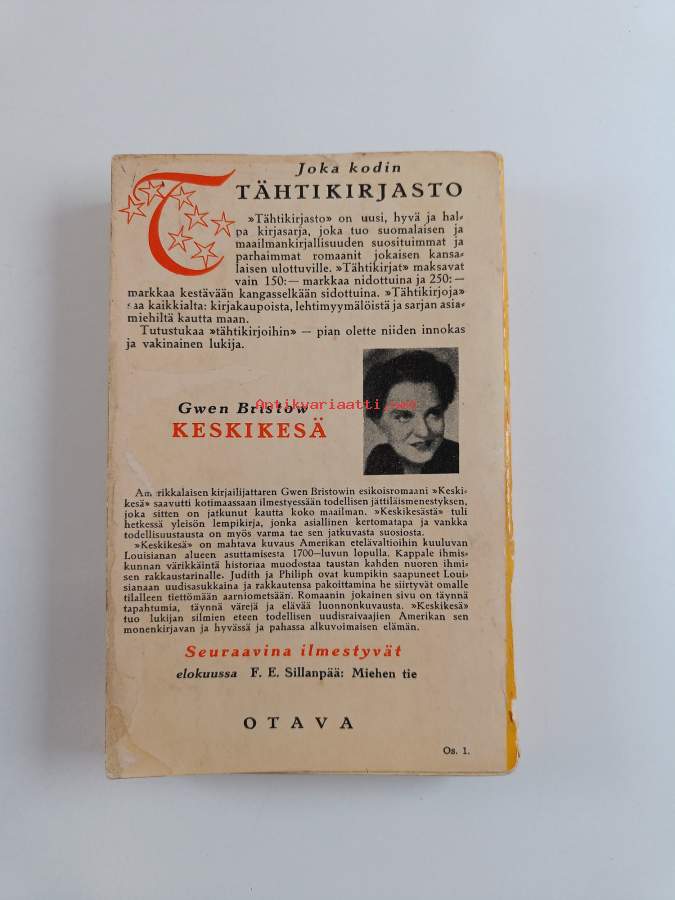 Joka kodin
TÄHTIKIRJASTO
»Tähtikirjasto» on uusi, hyvä ja hal-
pa kirjasarja, joka tuo suomalaisen ja
maailmankirjallisuuden suosituimmat ja
parhaimmat romaanit jokaisen kansa-
laisen ulottuville. »Tähtikirjat» maksavat
vain 150:— markkaa nidottuina ja 250:—
markkaa kestävään kangasselkään sidottuina. »Tähtikirjoja»
saa kaikkialta: kirjakaupoista, lehtimyymälöistä ja sarjan asia-
miehiltä kautta maan.
Tutustukaa »tähtikirjoihin» — pian olette niiden innokas
ja vakinainen lukija.
Antikvariaatti.net
Gwen Bristow
KESKIKESÄ
Amerikkalaisen kirjailijattaren Gwen Bristowin esikoisromaani »Keski-
kesä» saavutti kotimaassaan ilmestyessään todellisen jättiläismenestyksen,
joka sitten on jatkunut kautta koko maailman. »Keskikesästä» tuli
hetkessä yleisön lempikirja, jonka asiallinen kertomatapa ja vankka
todellisuustausta on myös varma tae sen jatkuvasta suosiosta.
»Keskikesä» on mahtava kuvaus Amerikan etelävaltioihin kuuluvan
Louisianan alueen asuttamisesta 1700-luvun lopulla. Kappale ihmis-
kunnan värikkäintä historiaa muodostaa taustan kahden nuoren ihmi-
sen rakkaustarinalle. Judith ja Philiph ovat kumpikin saapuneet Loui-
sianaan uudisasukkaina ja rakkautensa pakoittamina he siirtyvät omalle
tilalleen tiettömään aarniometsään. Romaanin jokainen sivu on täynnä
tapahtumia, täynnä värejä ja elävää luonnonkuvausta. »Keskikesä»
tuo lukijan silmien eteen todellisen uudisraivaajien Amerikan sen
monenkirjavan ja hyvässä ja pahassa alkuvoimaisen elämän.
Seuraavina ilmestyvät
elokuussa F. E. Sillanpää: Miehen tie
OTAVA
Os. 1.